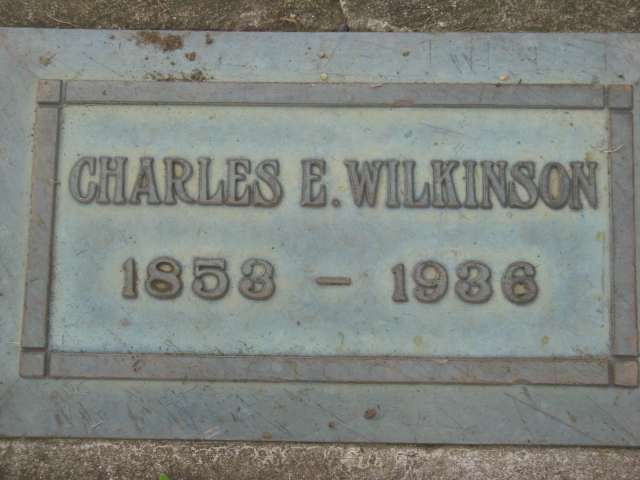 CHARLES E. WILKINSON
1853 – 1936